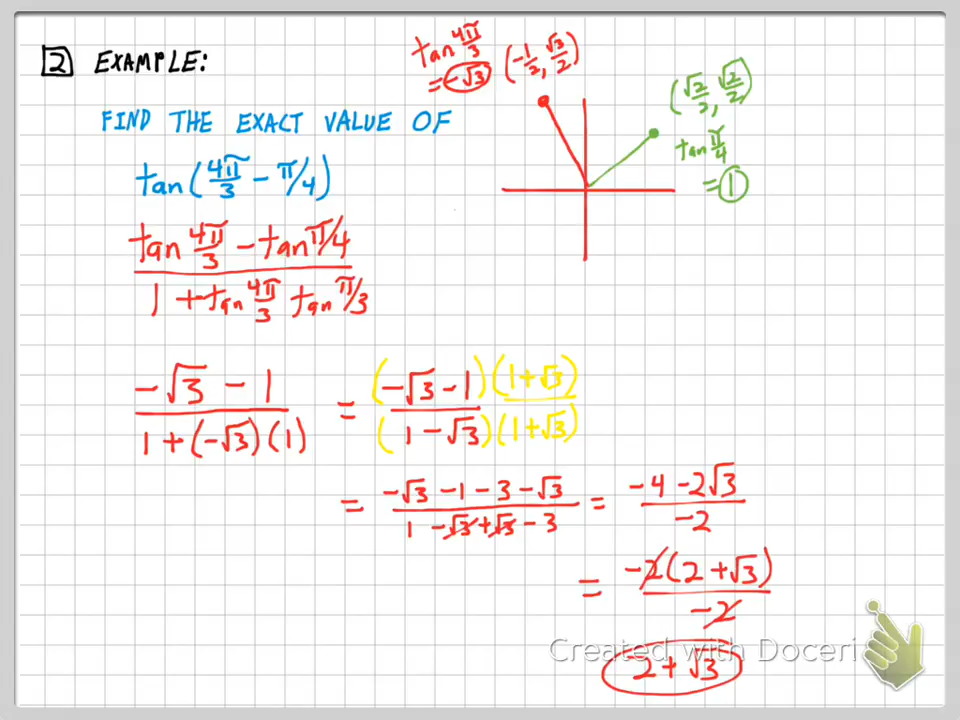 2 EXAMPLE:
FIND THE EXACT VALUE OF
tan(4π/3 - π/4)
tan 4π/3 = -√3 (-1/2, √3/2)
(√2/2, √2/2)
tan π/4 = 1
tan 4π/3 - tan π/4
1 + tan 4π/3 tan π/3
-√3 - 1 = (-√3 - 1)(1+√3)
1 + (-√3)(1) (1 - √3)(1+√3)
= -√3 - 1 - 3 - √3 = -4 - 2√3
1 - √3 + √3 - 3 -2
= -2(2 + √3)
-2
Created with Doceri
2 + √3